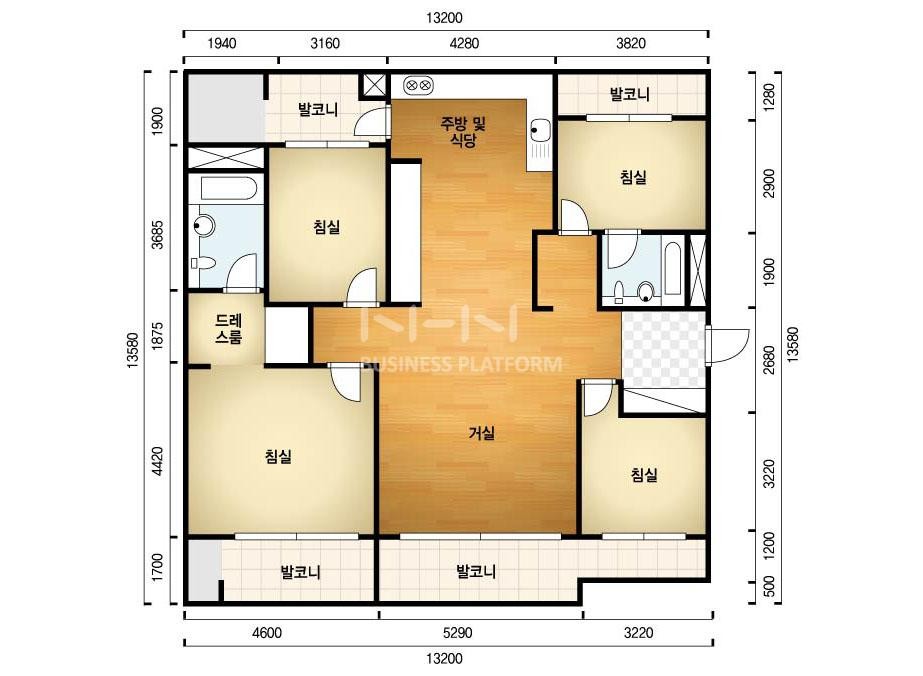 13200
1940 3160 4280 3820
발코니
발코니
주방 및
식당
침실
침실
드레
스룸
NHN
BUSINESS PLATFORM
거실
침실
침실
발코니
발코니
1900
3685
1875
4420
1700
13580
1280
2900
1900
2680
3220
1200
500
13580
4600 5290 3220
13200